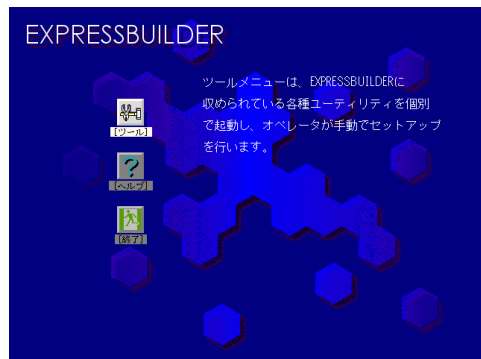 EXPRESSBUILDER
ツールメニューは、EXPRESSBUILDERに
収められている各種ユーティリティを個別
で起動し、オペレータが手動でセットアップ
を行います。
[ツール]
[ヘルプ]
[終了]